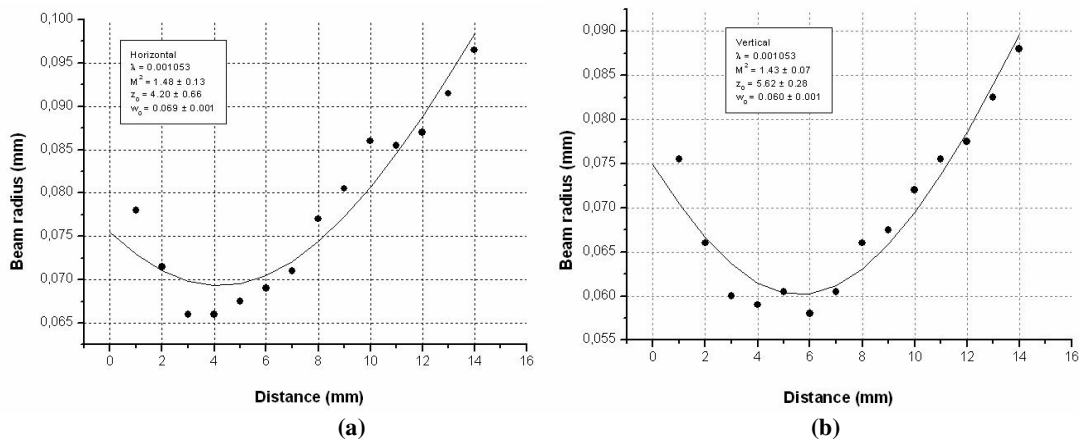 Beam radius (mm)
0,100
0,095
0,090
0,085
0,080
0,075
0,070
0,065
Horizontal
λ = 0.001053
M² = 1.48 ± 0.13
z₀ = 4.20 ± 0.66
w₀ = 0.069 ± 0.001
0 2 4 6 8 10 12 14 16
Distance (mm)
(a)
Beam radius (mm)
0,090
0,085
0,080
0,075
0,070
0,065
0,060
0,055
Vertical
λ = 0.001053
M² = 1.43 ± 0.07
z₀ = 5.62 ± 0.28
w₀ = 0.060 ± 0.001
0 2 4 6 8 10 12 14 16
Distance (mm)
(b)